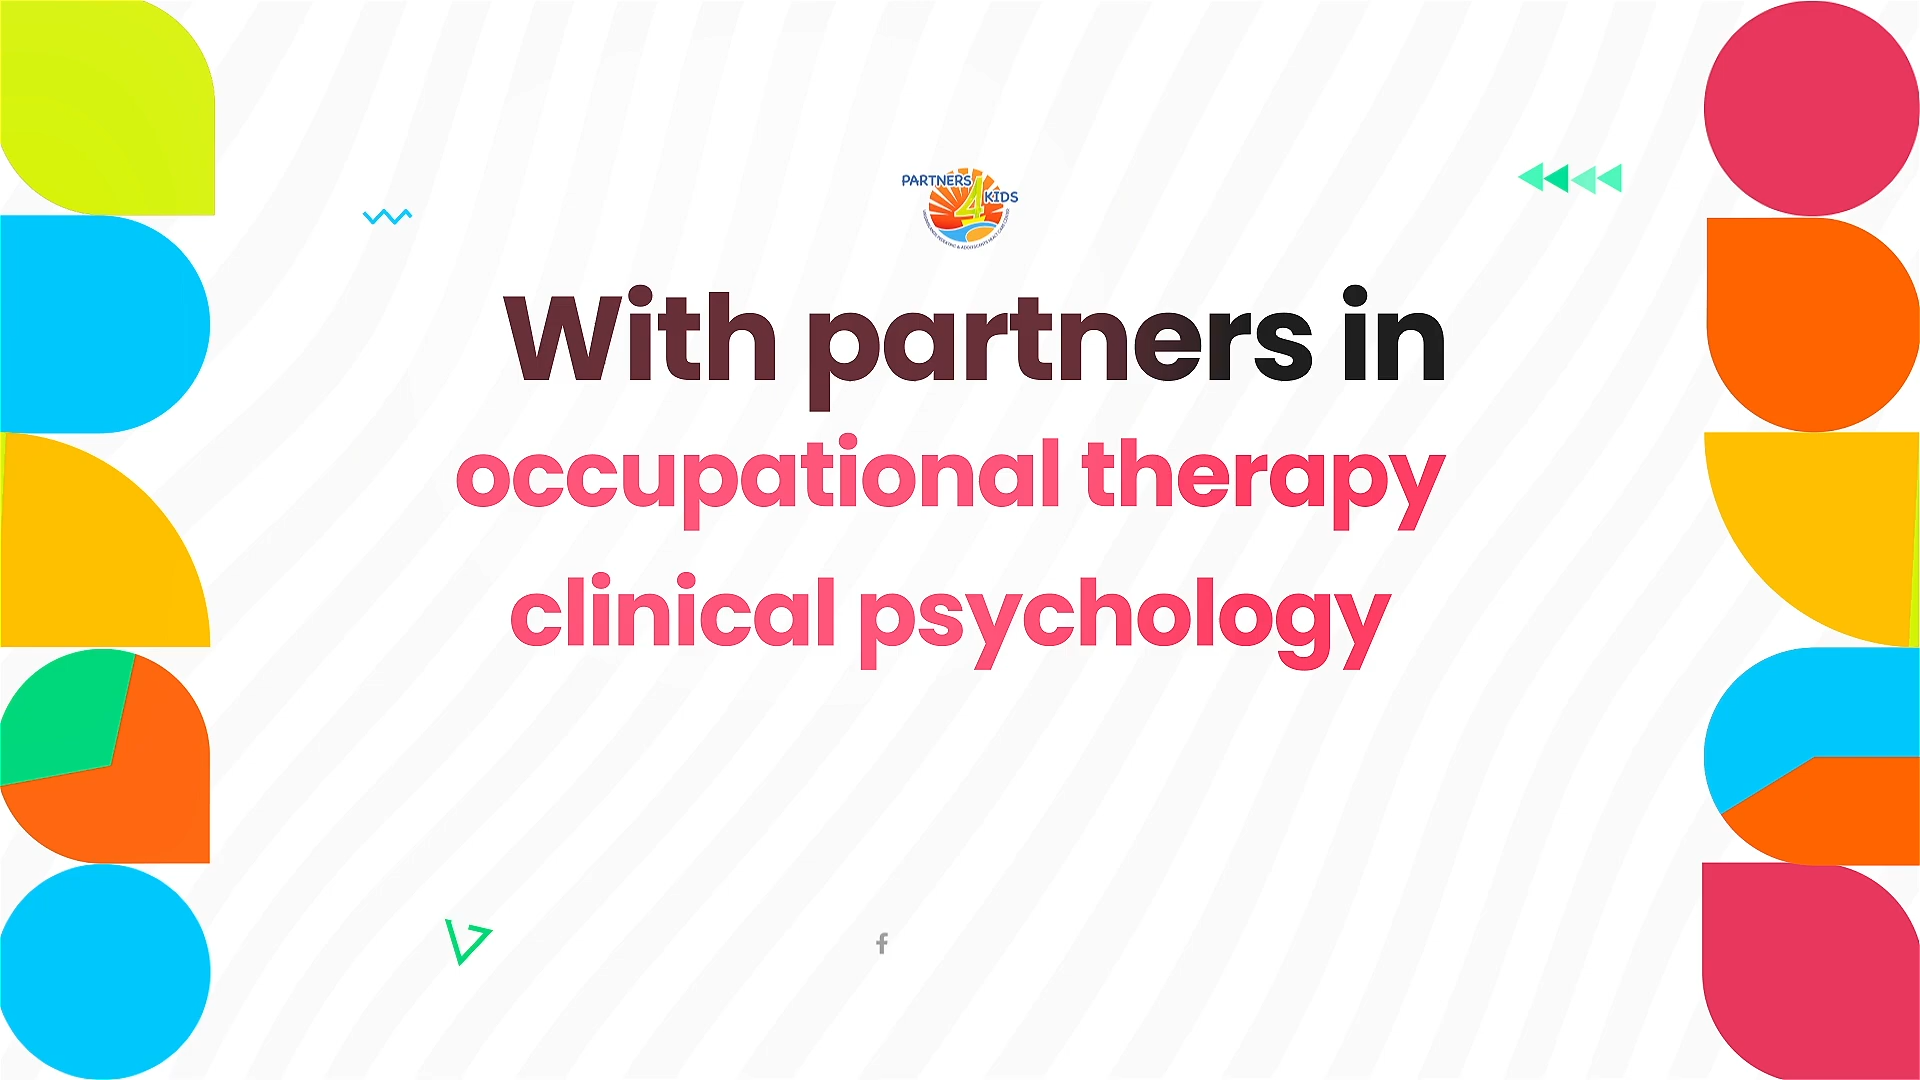 PARTNERS
4
KIDS
With partners in
occupational therapy
clinical psychology